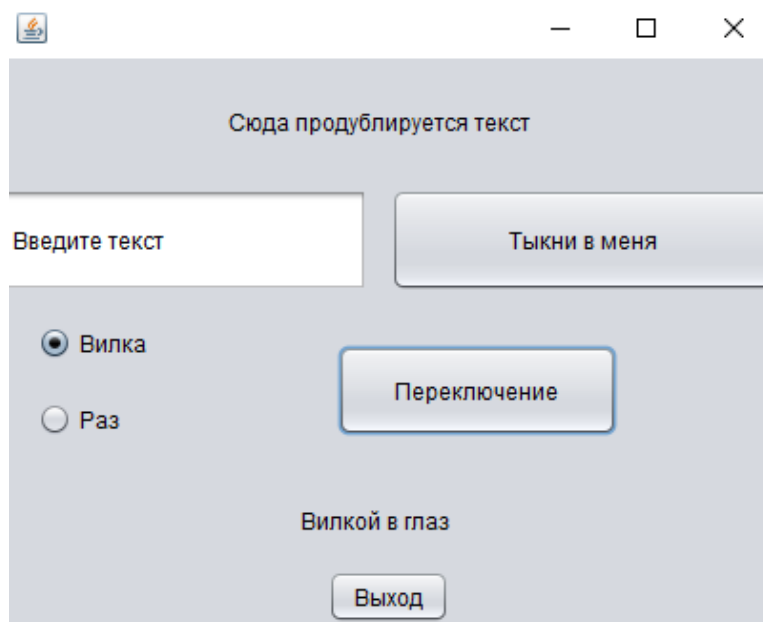 Сюда продублируется текст
Введите текст
Тыкни в меня
Вилка
Переключение
Раз
Вилкой в глаз
Выход